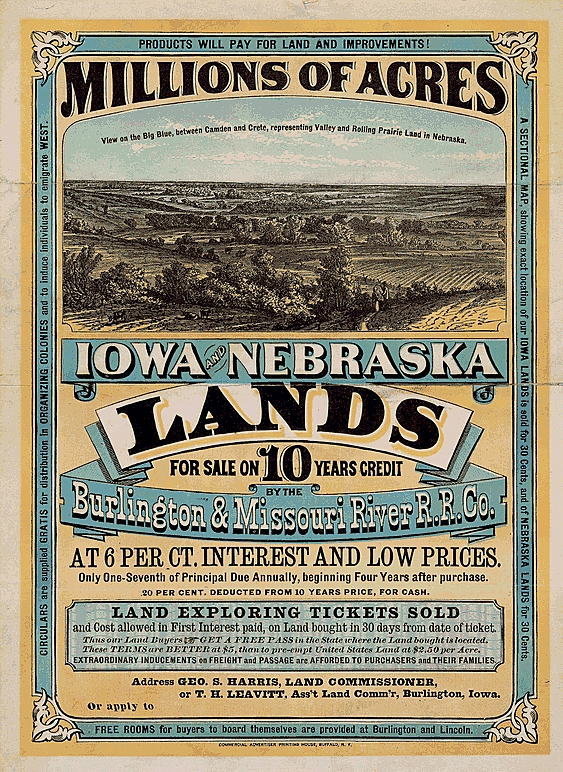 PRODUCTS WILL PAY FOR LAND AND IMPROVEMENTS!
MILLIONS OF ACRES
View on the Big Blue, between Camden and Crete, representing Valley and Rolling Prairie Land in Nebraska.
IOWA AND NEBRASKA
LANDS
FOR SALE ON 10 YEARS CREDIT
BY THE
Burlington & Missouri River R.R.Co.
AT 6 PER CT. INTEREST AND LOW PRICES.
Only One-Seventh of Principal Due Annually, beginning Four Years after purchase.
20 PER CENT. DEDUCTED FROM 10 YEARS PRICE, FOR CASH.
LAND EXPLORING TICKETS SOLD
and Cost allowed in First Interest paid, on Land bought in 30 days from date of ticket.
Thus our Land Buyers GET A FREE PASS in the State where the Land bought is located.
These TERMS are BETTER at $5, than to pre-empt United States Land at $2.50 per Acre.
EXTRAORDINARY INDUCEMENTS on FREIGHT and PASSAGE are AFFORDED TO PURCHASERS and THEIR FAMILIES.
Address GEO. S. HARRIS, LAND COMMISSIONER,
or T. H. LEAVITT, Ass't Land Comm'r, Burlington, Iowa.
Or apply to
FREE ROOMS for buyers to board themselves are provided at Burlington and Lincoln.
COMMERCIAL ADVERTISER PRINTING HOUSE, BUFFALO, N. Y.
CIRCULARS are supplied GRATIS for distribution in ORGANIZING COLONIES and to induce individuals to emigrate WEST.
A SECTIONAL MAP, showing exact location of our IOWA LANDS is sold for 30 Cents, and of NEBRASKA LANDS for 30 Cents.